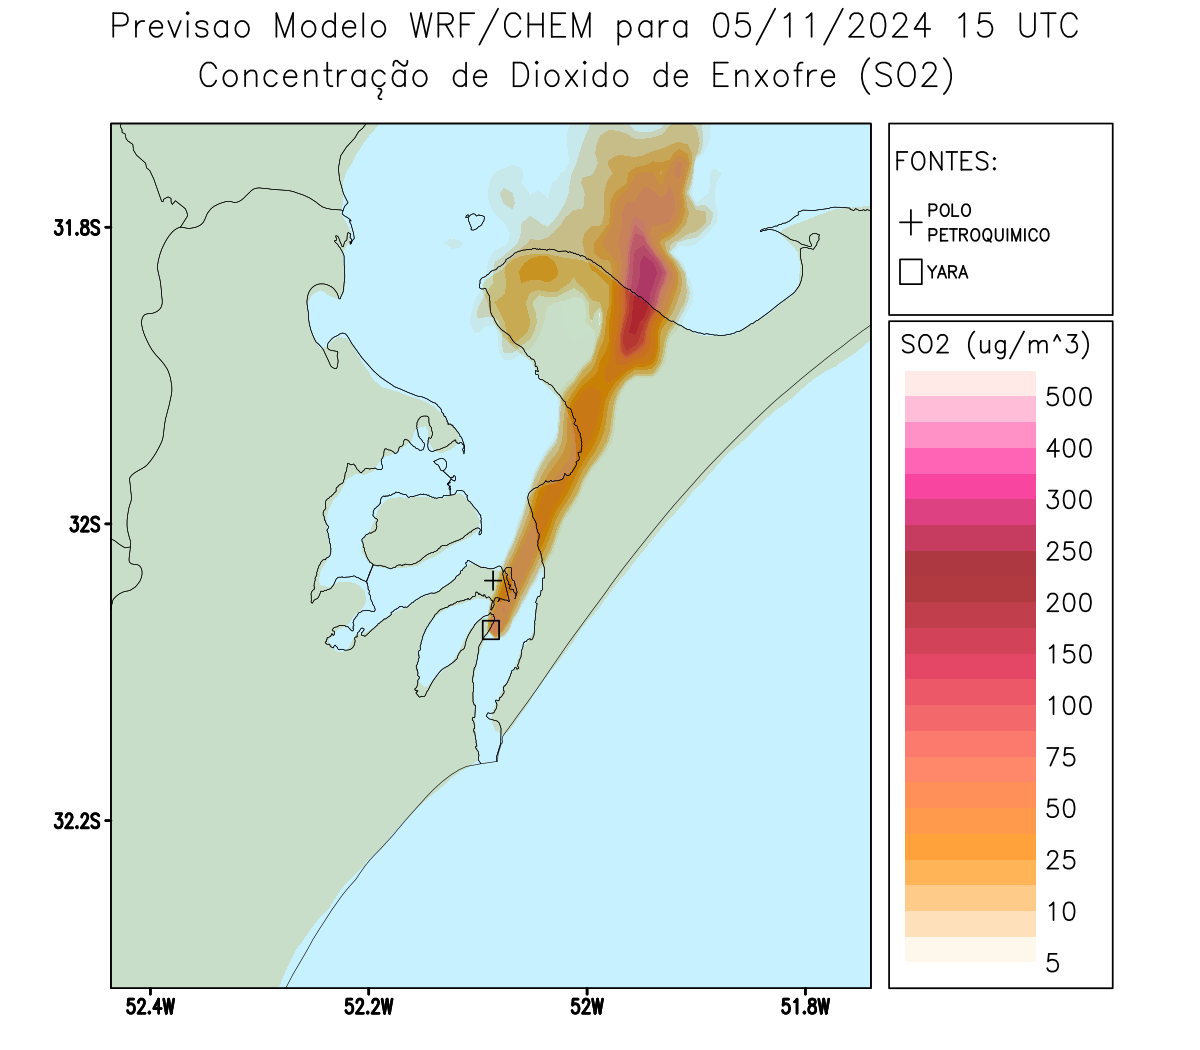 Previsao Modelo WRF/CHEM para 05/11/2024 15 UTC
Concentração de Dioxido de Enxofre (SO2)
FONTES:
POLO
PETROQUIMICO
YARA
SO2 (ug/m^3)
500
400
300
250
200
150
100
75
50
25
10
5
31.8S
32S
32.2S
52.4W
52.2W
52W
51.8W